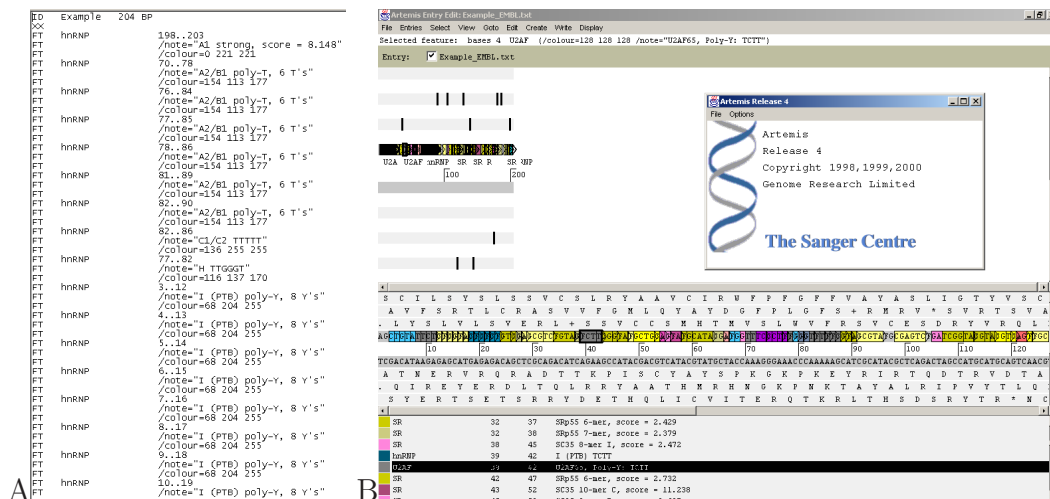 ID Example 204 BP
XX
FT hnRNP 198..203
FT /note="A1 strong, score = 8.148"
FT /colour=0 221 221
FT hnRNP 70..78
FT /note="A2/B1 poly-T, 6 T's"
FT /colour=154 113 177
FT hnRNP 76..84
FT /note="A2/B1 poly-T, 6 T's"
FT /colour=154 113 177
FT hnRNP 77..85
FT /note="A2/B1 poly-T, 6 T's"
FT /colour=154 113 177
FT hnRNP 78..86
FT /note="A2/B1 poly-T, 6 T's"
FT /colour=154 113 177
FT hnRNP 81..89
FT /note="A2/B1 poly-T, 6 T's"
FT /colour=154 113 177
FT hnRNP 82..90
FT /note="A2/B1 poly-T, 6 T's"
FT /colour=154 113 177
FT hnRNP 82..86
FT /note="C1/C2 TTTTT"
FT /colour=136 255 255
FT hnRNP 77..82
FT /note="H TTGGGT"
FT /colour=116 137 170
FT hnRNP 3..12
FT /note="I (PTB) poly-Y, 8 Y's"
FT /colour=68 204 255
FT hnRNP 4..13
FT /note="I (PTB) poly-Y, 8 Y's"
FT /colour=68 204 255
FT hnRNP 5..14
FT /note="I (PTB) poly-Y, 8 Y's"
FT /colour=68 204 255
FT hnRNP 6..15
FT /note="I (PTB) poly-Y, 8 Y's"
FT /colour=68 204 255
FT hnRNP 7..16
FT /note="I (PTB) poly-Y, 8 Y's"
FT /colour=68 204 255
FT hnRNP 8..17
FT /note="I (PTB) poly-Y, 8 Y's"
FT /colour=68 204 255
FT hnRNP 9..18
FT /note="I (PTB) poly-Y, 8 Y's"
FT /colour=68 204 255
FT hnRNP 10..19
FT /note="I (PTB) poly-Y, 8 Y's"
A
B
Artemis Entry Edit: Example_EMBL.txt
File Entries Select View Goto Edit Create Write Display
Selected feature: bases 4 U2AF (/colour=128 128 128 /note="U2AF65, Poly-Y: TCTT")
Entry: Example_EMBL.txt
U2A U2AF hnRNP SR SR R SR
100 200
Artemis Release 4
File Options
Artemis
Release 4
Copyright 1998,1999,2000
Genome Research Limited
The Sanger Centre
S C I L S Y S L S S V C S L R Y A A V C I R W F P F G F F V Y A S L I G T Y V S C
A V F S R T L C R A S V V F G M L Q Y A Y D G F P L G F S + R M R V * S V R T S V A
10 20 30 40 50 60 70 80 90 100 110 120
SR 32 37 SRp55 6-mer, score = 2.429
SR 32 38 SRp55 7-mer, score = 2.379
SR 38 45 SC35 8-mer I, score = 2.472
hnRNP 39 42 I (PTB) TCTT
U2AF 39 42 U2AF65, Poly-Y: TCTT
SR 42 47 SRp55 6-mer, score = 2.732
SR 43 52 SC35 10-mer C, score = 11.238